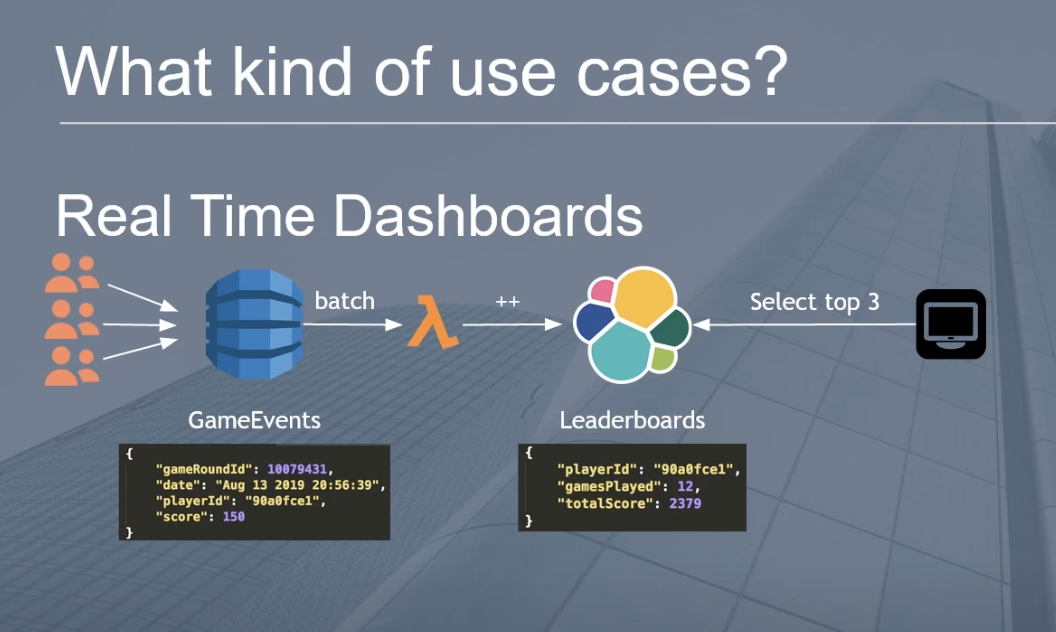 What kind of use cases?
Real Time Dashboards
batch
++
Select top 3
GameEvents
Leaderboards
{
"gameRoundId": 10079431,
"date": "Aug 13 2019 20:56:39",
"playerId": "90a0fce1",
"score": 150
}
{
"playerId": "90a0fce1",
"gamesPlayed": 12,
"totalScore": 2379
}